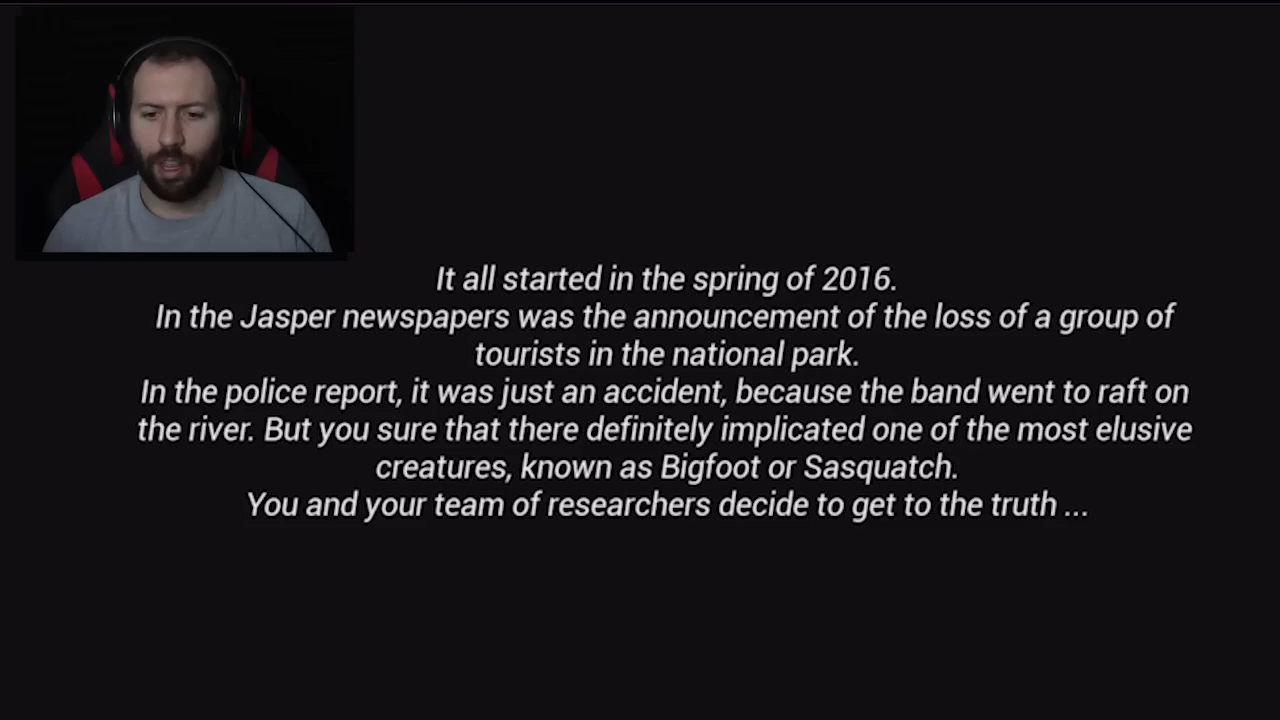 It all started in the spring of 2016.
In the Jasper newspapers was the announcement of the loss of a group of
tourists in the national park.
In the police report, it was just an accident, because the band went to raft on
the river. But you sure that there definitely implicated one of the most elusive
creatures, known as Bigfoot or Sasquatch.
You and your team of researchers decide to get to the truth ...